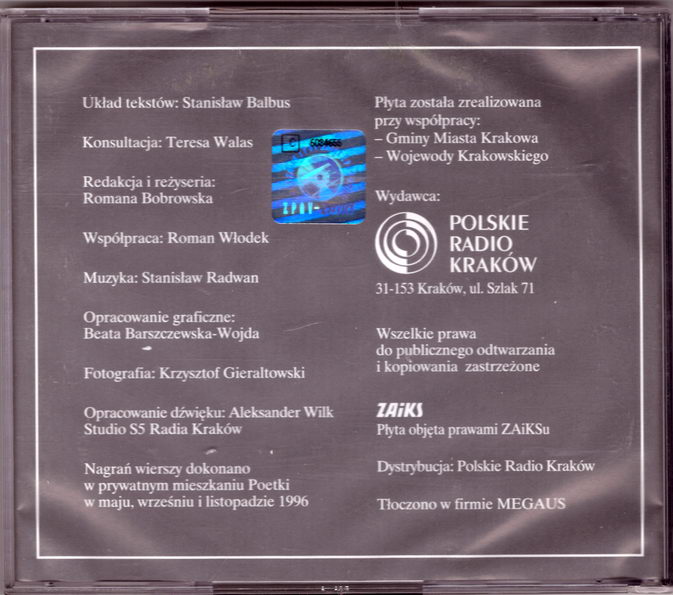 Układ tekstów: Stanisław Balbus
Konsultacja: Teresa Walas
Redakcja i reżyseria:
Romana Bobrowska
Współpraca: Roman Włodek
Muzyka: Stanisław Radwan
Opracowanie graficzne:
Beata Barszczewska-Wojda
Fotografia: Krzysztof Gierałtowski
Opracowanie dźwięku: Aleksander Wilk
Studio S5 Radia Kraków
Nagrań wierszy dokonano
w prywatnym mieszkaniu Poetki
w maju, wrześniu i listopadzie 1996
6084655
ZPAV-
Płyta została zrealizowana
przy współpracy:
– Gminy Miasta Krakowa
– Wojewody Krakowskiego
Wydawca:
POLSKIE
RADIO
KRAKÓW
31-153 Kraków, ul. Szlak 71
Wszelkie prawa
do publicznego odtwarzania
i kopiowania zastrzeżone
ZAiKS
Płyta objęta prawami ZAiKSu
Dystrybucja: Polskie Radio Kraków
Tłoczono w firmie MEGAUS